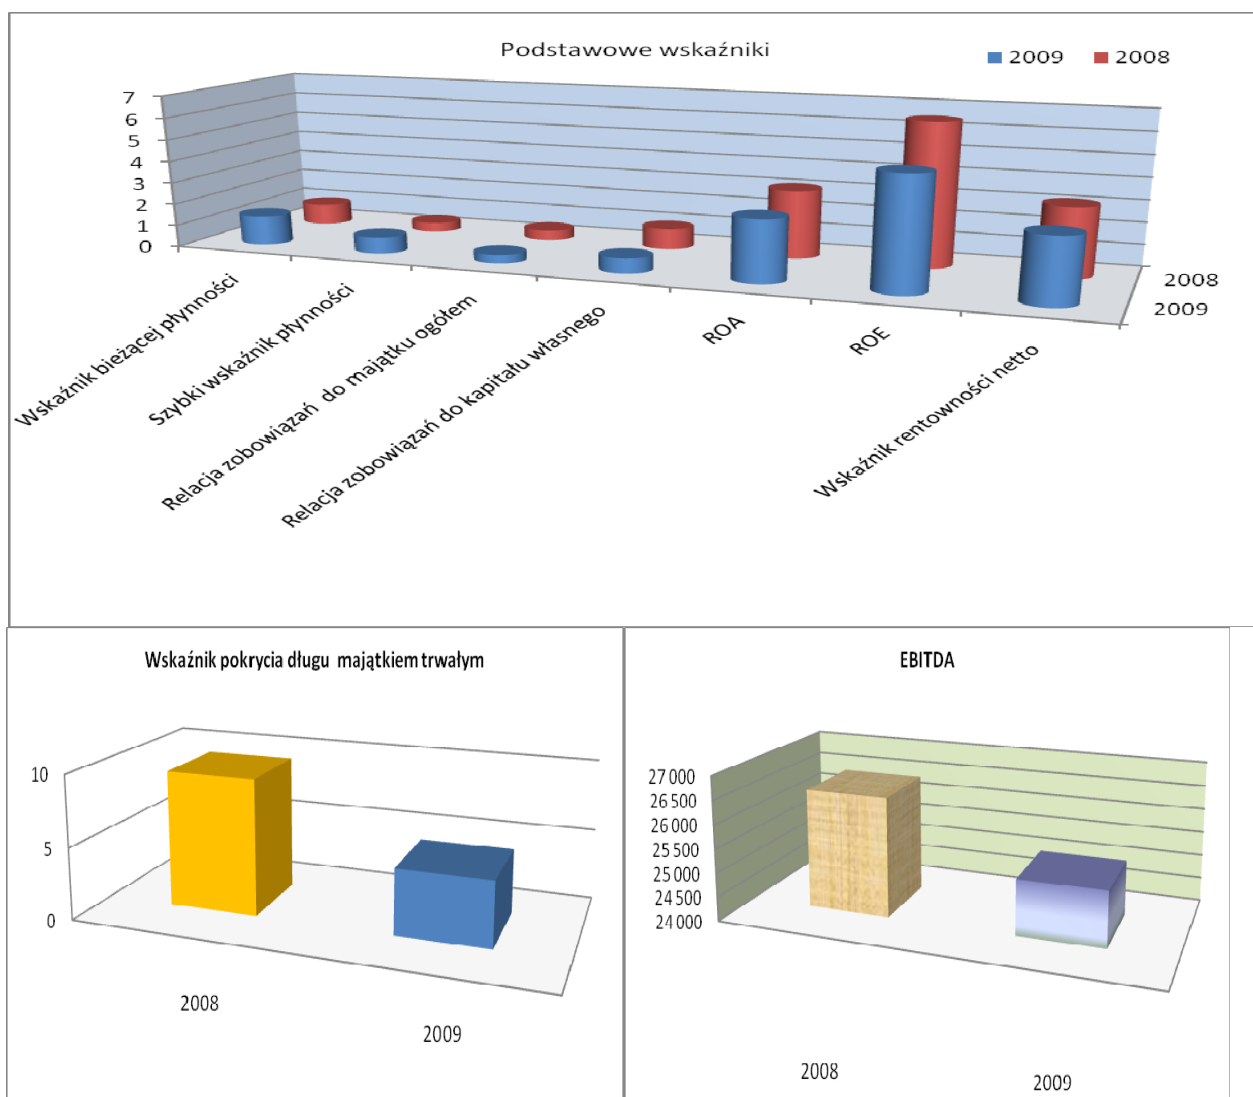 Podstawowe wskaźniki
2009
2008
7
6
5
4
3
2
1
0
2008
2009
Wskaźnik bieżącej płynności
Szybki wskaźnik płynności
Relacja zobowiązań do majątku ogółem
Relacja zobowiązań do kapitału własnego
ROA
ROE
Wskaźnik rentowności netto
Wskaźnik pokrycia długu majątkiem trwałym
10
5
0
2008
2009
EBITDA
27 000
26 500
26 000
25 500
25 000
24 500
24 000
2008
2009